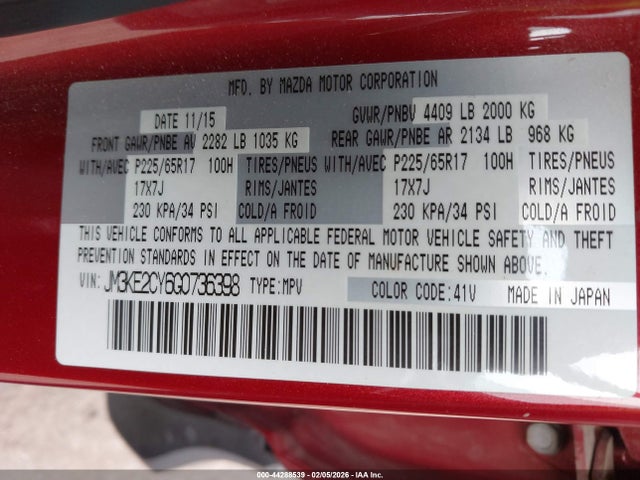 MFD. BY MAZDA MOTOR CORPORATION
DATE 11/15 GVWR/PNBV 4409 LB 2000 KG
FRONT GAWR/PNBE AV 2282 LB 1035 KG REAR GAWR/PNBE AR 2134 LB 968 KG
WITH/AVEC P225/65R17 100H TIRES/PNEUS WITH/AVEC P225/65R17 100H TIRES/PNEUS
17X7J RIMS/JANTES 17X7J RIMS/JANTES
230 KPA/34 PSI COLD/A FROID 230 KPA/34 PSI COLD/A FROID
THIS VEHICLE CONFORMS TO ALL APPLICABLE FEDERAL MOTOR VEHICLE SAFETY AND THEFT
PREVENTION STANDARDS IN EFFECT ON THE DATE OF MANUFACTURE SHOWN ABOVE.
VIN: JM3KE2CY6G0736398 TYPE: MPV COLOR CODE: 41V MADE IN JAPAN
000-44288539 - 02/05/2026 - IAA Inc.